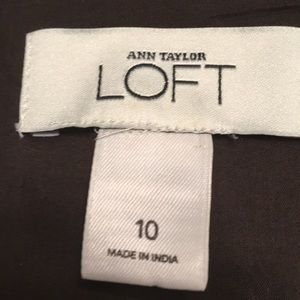 ANN TAYLOR
LOFT
10
MADE IN INDIA